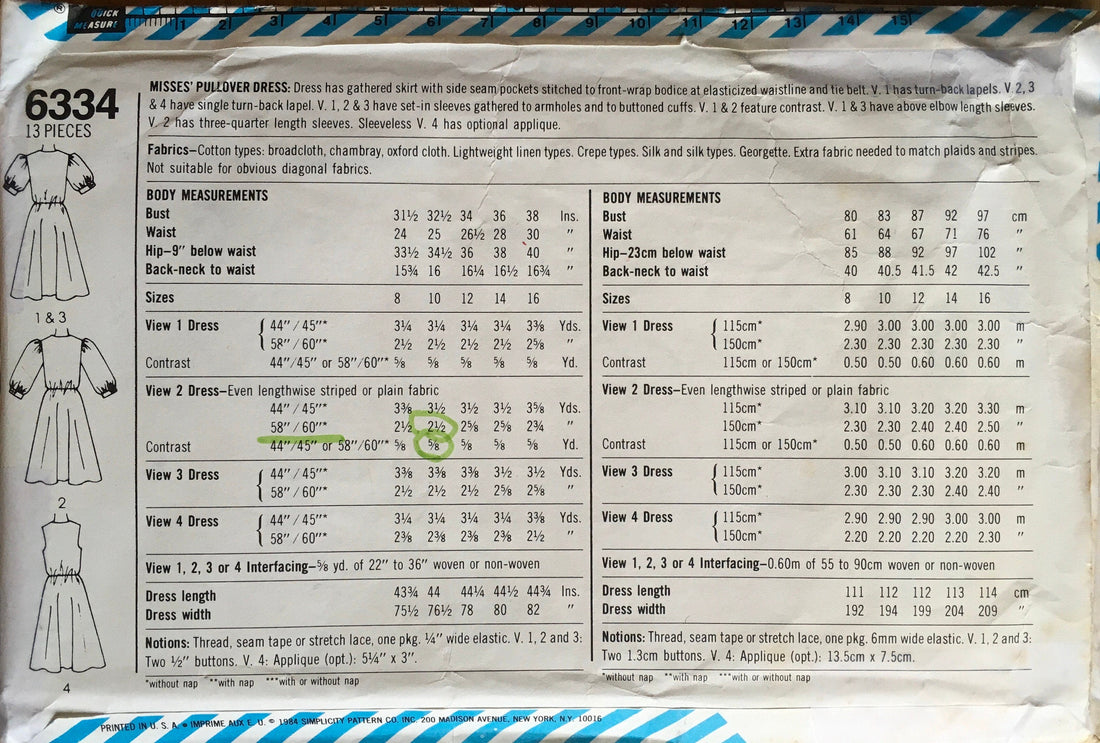 QUICK
MEASURE 1 2 3 4 5 6 7 8 9 10 11 12 13 14 15
®
6334
13 PIECES
1 & 3
2
4
MISSES' PULLOVER DRESS: Dress has gathered skirt with side seam pockets stitched to front-wrap bodice at elasticized waistline and tie belt. V. 1 has turn-back lapels. V 2, 3
& 4 have single turn-back lapel. V. 1, 2 & 3 have set-in sleeves gathered to armholes and to buttoned cuffs. V. 1 & 2 feature contrast. V. 1 & 3 have above elbow length sleeves.
V. 2 has three-quarter length sleeves. Sleeveless V. 4 has optional applique.
Fabrics—Cotton types: broadcloth, chambray, oxford cloth. Lightweight linen types. Crepe types. Silk and silk types. Georgette. Extra fabric needed to match plaids and stripes.
Not suitable for obvious diagonal fabrics.
BODY MEASUREMENTS
Bust 31½ 32½ 34 36 38 Ins.
Waist 24 25 26½ 28 30 "
Hip–9" below waist 33½ 34½ 36 38 40 "
Back-neck to waist 15¾ 16 16¼ 16½ 16¾ "
Sizes 8 10 12 14 16
View 1 Dress { 44"/45"* 3¼ 3¼ 3¼ 3¼ 3⅜ Yds.
58"/60"* 2½ 2½ 2½ 2½ 2⅝ "
Contrast 44"/45" or 58"/60"* ⅝ ⅝ ⅝ ⅝ ⅝ Yd.
View 2 Dress–Even lengthwise striped or plain fabric
44"/45"* 3⅜ 3½ 3½ 3½ 3⅝ Yds.
58"/60"* 2½ 2½ 2⅝ 2⅝ 2¾ "
Contrast 44"/45" or 58"/60"* ⅝ ⅝ ⅝ ⅝ ⅝ Yd.
View 3 Dress { 44"/45"* 3⅜ 3⅜ 3⅜ 3½ 3½ Yds.
58"/60"* 2½ 2½ 2½ 2⅝ 2⅝ "
View 4 Dress { 44"/45"* 3¼ 3¼ 3¼ 3¼ 3⅜ Yds.
58"/60"* 2⅜ 2⅜ 2⅜ 2⅜ 2½ "
View 1, 2, 3 or 4 Interfacing–⅝ yd. of 22" to 36" woven or non-woven
Dress length 43¾ 44 44¼ 44½ 44¾ Ins.
Dress width 75½ 76½ 78 80 82 "
Notions: Thread, seam tape or stretch lace, one pkg. ¼" wide elastic. V. 1, 2 and 3:
Two ½" buttons. V. 4: Applique (opt.): 5¼" x 3".
*without nap **with nap ***with or without nap
BODY MEASUREMENTS
Bust 80 83 87 92 97 cm
Waist 61 64 67 71 76 "
Hip–23cm below waist 85 88 92 97 102 "
Back-neck to waist 40 40.5 41.5 42 42.5 "
Sizes 8 10 12 14 16
View 1 Dress { 115cm* 2.90 3.00 3.00 3.00 3.00 m
150cm* 2.30 2.30 2.30 2.30 2.30 "
Contrast 115cm or 150cm* 0.50 0.50 0.60 0.60 0.60 m
View 2 Dress–Even lengthwise striped or plain fabric
115cm* 3.10 3.10 3.20 3.20 3.20 m
150cm* 2.30 2.30 2.40 2.40 2.50 "
Contrast 115cm or 150cm* 0.50 0.50 0.60 0.60 0.60 m
View 3 Dress { 115cm* 3.00 3.10 3.10 3.20 3.20 m
150cm* 2.30 2.30 2.30 2.40 2.40 "
View 4 Dress { 115cm* 2.90 2.90 2.90 3.00 3.00 m
150cm* 2.20 2.20 2.20 2.20 2.30 "
View 1, 2, 3 or 4 Interfacing–0.60m of 55 to 90cm woven or non-woven
Dress length 111 112 112 113 114 cm
Dress width 192 194 199 204 209 "
Notions: Thread, seam tape or stretch lace, one pkg. 6mm wide elastic. V. 1, 2 and 3:
Two 1.3cm buttons. V. 4: Applique (opt.): 13.5cm x 7.5cm.
*without nap **with nap ***with or without nap
PRINTED IN U. S. A. • IMPRIME AUX E. U. © 1984 SIMPLICITY PATTERN CO. INC. 200 MADISON AVENUE, NEW YORK, N.Y. 10016